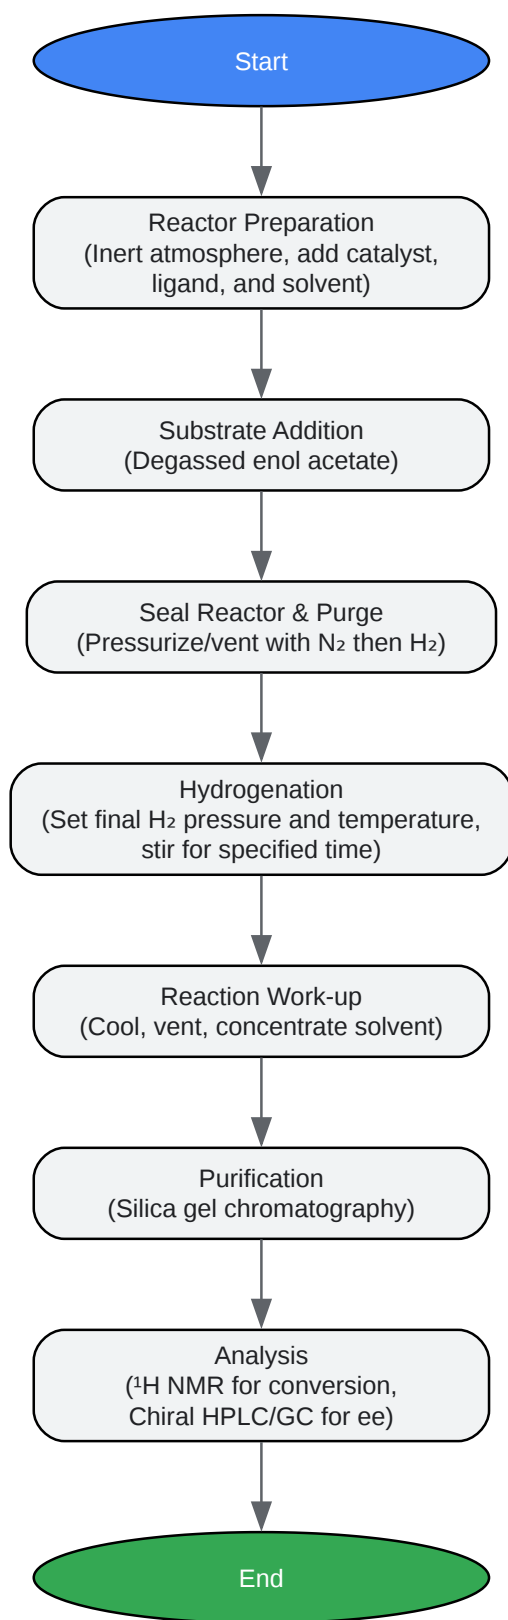 Start
Reactor Preparation
(Inert atmosphere, add catalyst,
ligand, and solvent)
Substrate Addition
(Degassed enol acetate)
Seal Reactor & Purge
(Pressurize/vent with N₂ then H₂)
Hydrogenation
(Set final H₂ pressure and temperature,
stir for specified time)
Reaction Work-up
(Cool, vent, concentrate solvent)
Purification
(Silica gel chromatography)
Analysis
(¹H NMR for conversion,
Chiral HPLC/GC for ee)
End